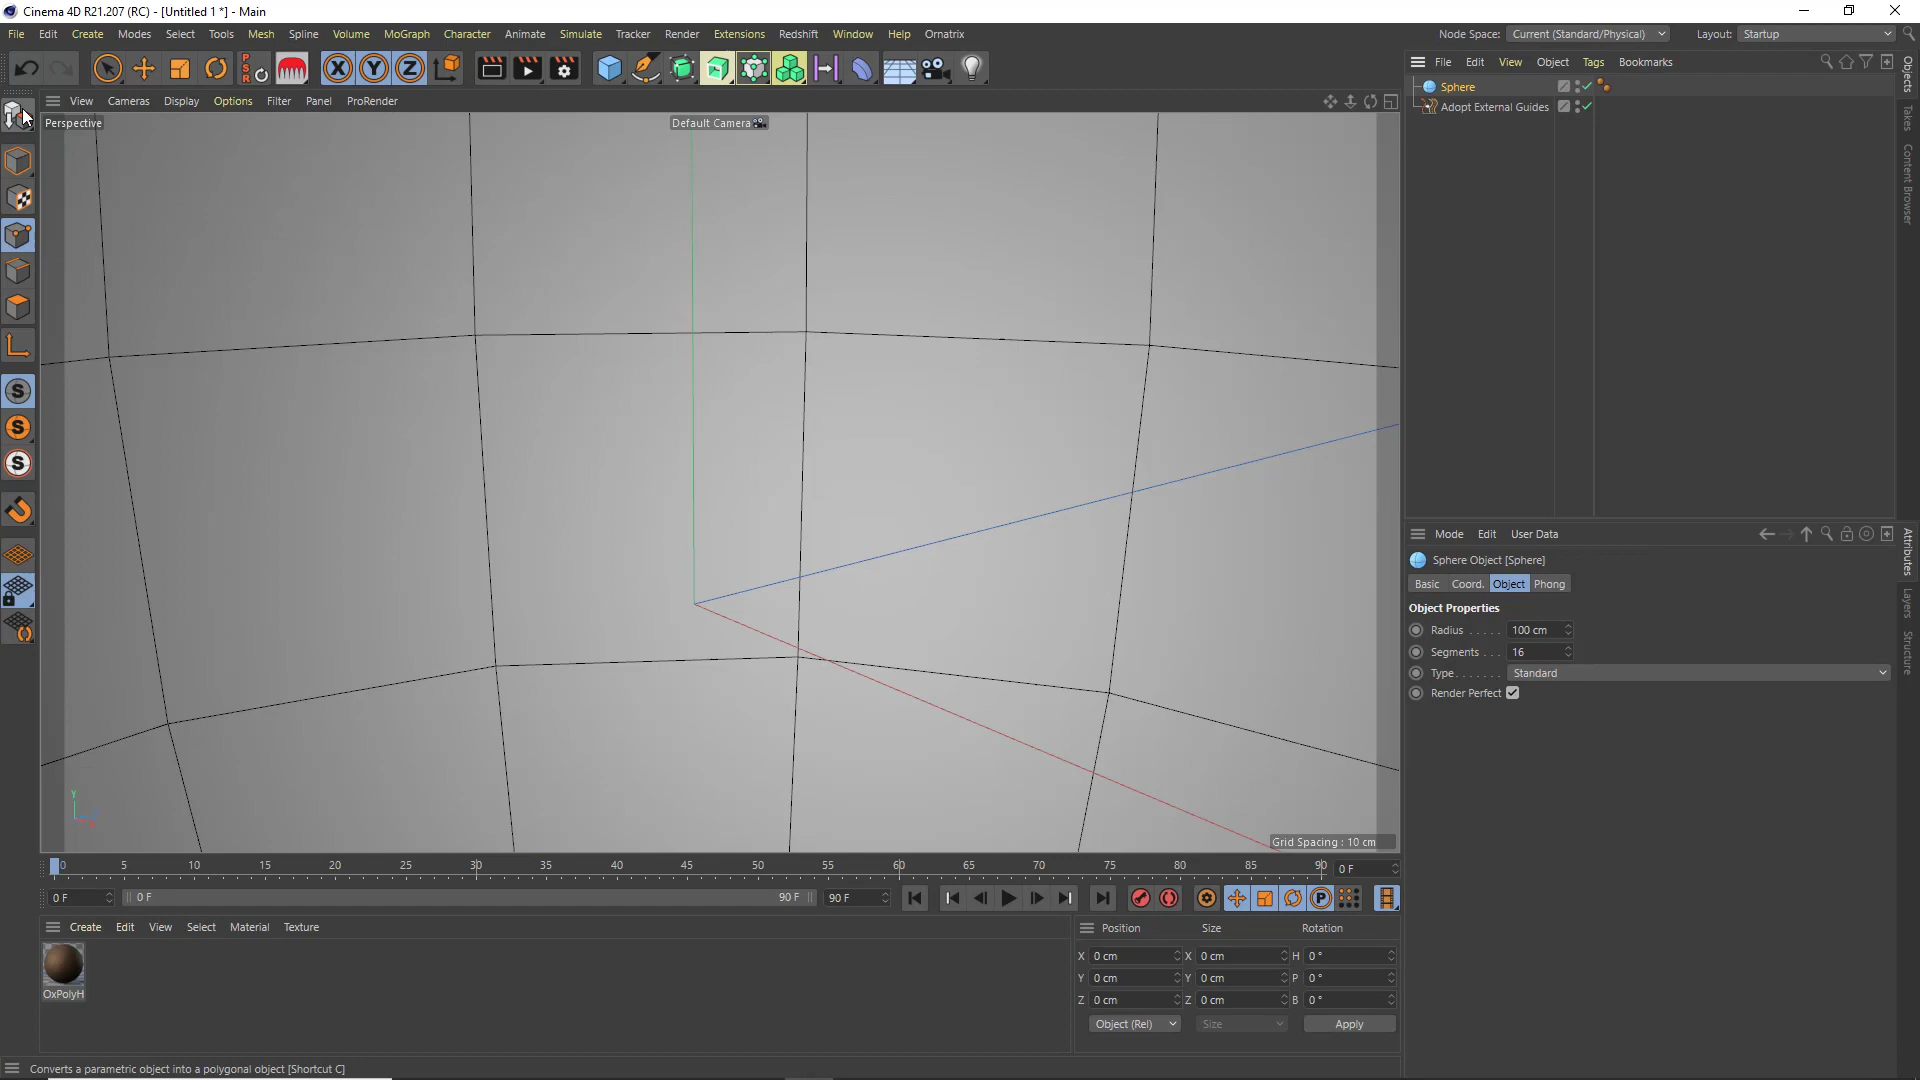 Cinema 4D R21.207 (RC) - [Untitled 1 *] - Main
File Edit Create Modes Select Tools Mesh Spline Volume MoGraph Character Animate Simulate Tracker Render Extensions Redshift Window Help Ornatrix
Node Space: Current (Standard/Physical) Layout: Startup
PSR X Y Z
File Edit View Object Tags Bookmarks
View Cameras Display Options Filter Panel ProRender
Perspective
Default Camera
Sphere
Adopt External Guides
Objects
Takes
Content Browser
S
S
S
Mode Edit User Data
Sphere Object [Sphere]
Basic Coord. Object Phong
Object Properties
Radius . . . . . 100 cm
Segments . . . 16
Type. . . . . . . Standard
Render Perfect
Attributes
Layers
Structure
Y
Grid Spacing : 10 cm
0 5 10 15 20 25 30 35 40 45 50 55 60 65 70 75 80 85 90 0 F
0 F 0 F 90 F 90 F P
Create Edit View Select Material Texture
OxPolyH
Position Size Rotation
X 0 cm X 0 cm H 0 °
Y 0 cm Y 0 cm P 0 °
Z 0 cm Z 0 cm B 0 °
Object (Rel) Size Apply
Converts a parametric object into a polygonal object [Shortcut C]